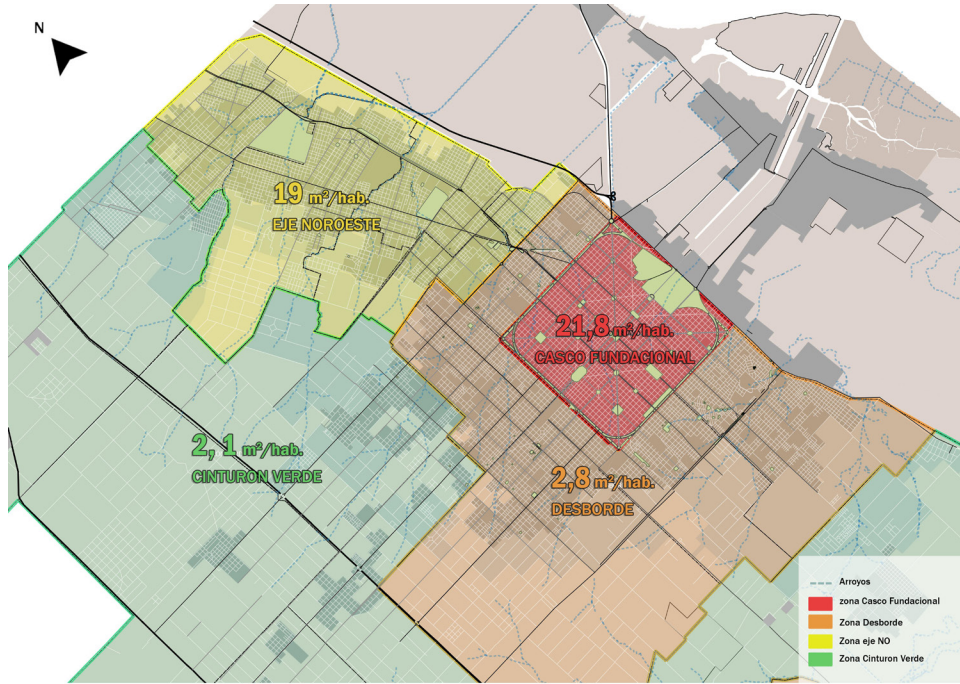 N
19 m²/hab.
EJE NOROESTE
21,8 m²/hab.
CASCO FUNDACIONAL
2, 1 m²/hab.
CINTURON VERDE
2,8 m²/hab.
DESBORDE
Arroyos
zona Casco Fundacional
Zona Desborde
Zona eje NO
Zona Cinturon Verde